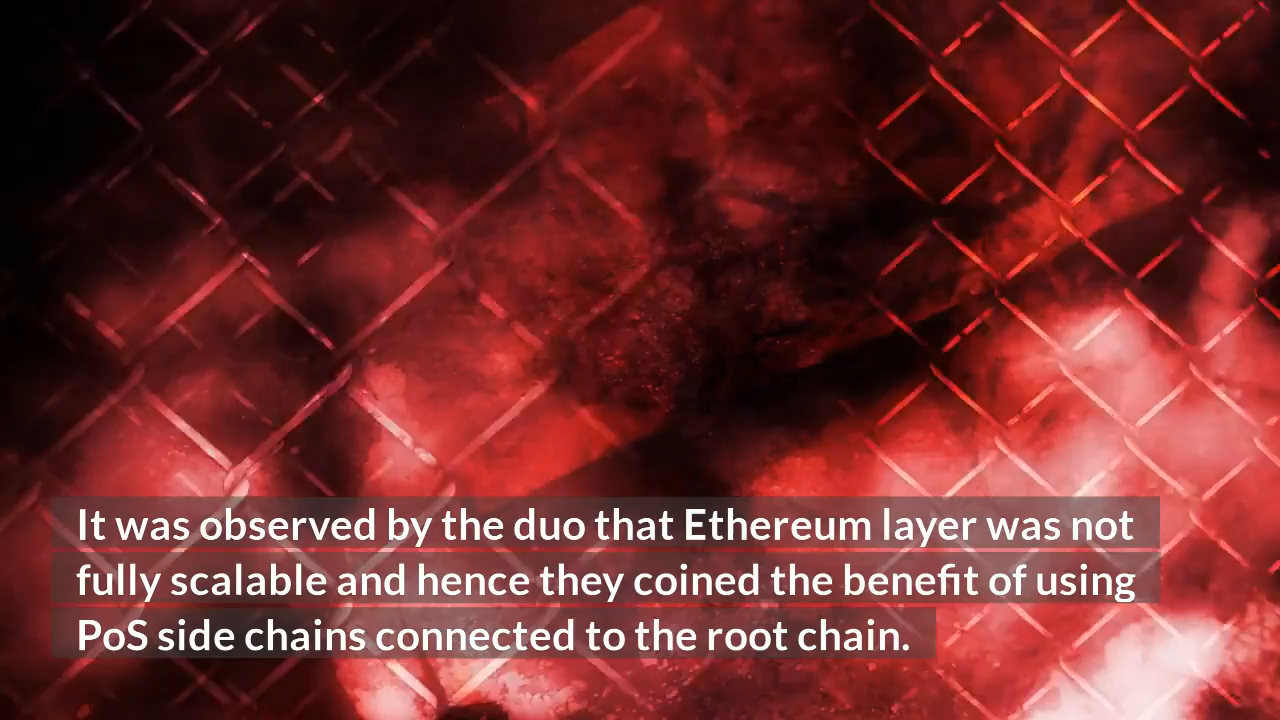 It was observed by the duo that Ethereum layer was not
fully scalable and hence they coined the benefit of using
PoS side chains connected to the root chain.